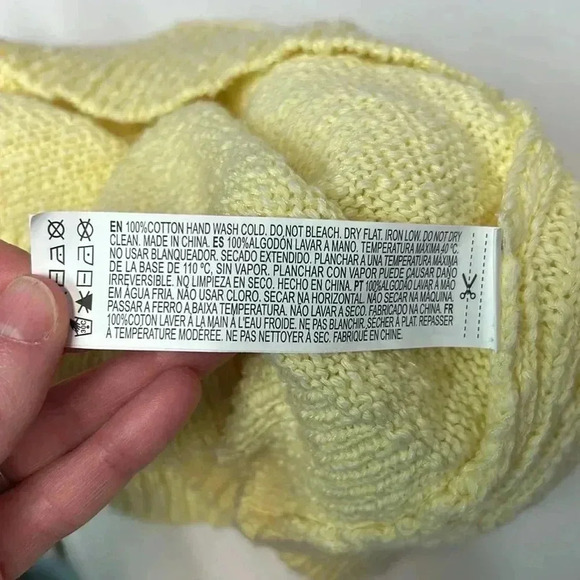 EN 100%COTTON HAND WASH COLD. DO NOT BLEACH. DRY FLAT. IRON LOW. DO NOT DRY
CLEAN. MADE IN CHINA. ES 100%ALGODÓN LAVAR A MANO. TEMPERATURA MÁXIMA 40 ºC.
NO USAR BLANQUEADOR. SECADO EXTENDIDO. PLANCHAR A UNA TEMPERATURA MÁXIMA
DE LA BASE DE 110 ºC, SIN VAPOR. PLANCHAR CON VAPOR PUEDE CAUSAR DAÑO
IRREVERSIBLE. NO LIMPIEZA EN SECO. HECHO EN CHINA. PT 100%ALGODÃO LAVAR À MÃO
EM ÁGUA FRIA. NÃO USAR CLORO. SECAR NA HORIZONTAL. NÃO SECAR NA MÁQUINA.
PASSAR A FERRO A BAIXA TEMPERATURA. NÃO LAVAR A SECO. FABRICADO NA CHINA. FR
100%COTON LAVER À LA MAIN À L'EAU FROIDE. NE PAS BLANCHIR. SÉCHER À PLAT. REPASSER
À TEMPÉRATURE MODÉRÉE. NE PAS NETTOYER À SEC. FABRIQUÉ EN CHINE.